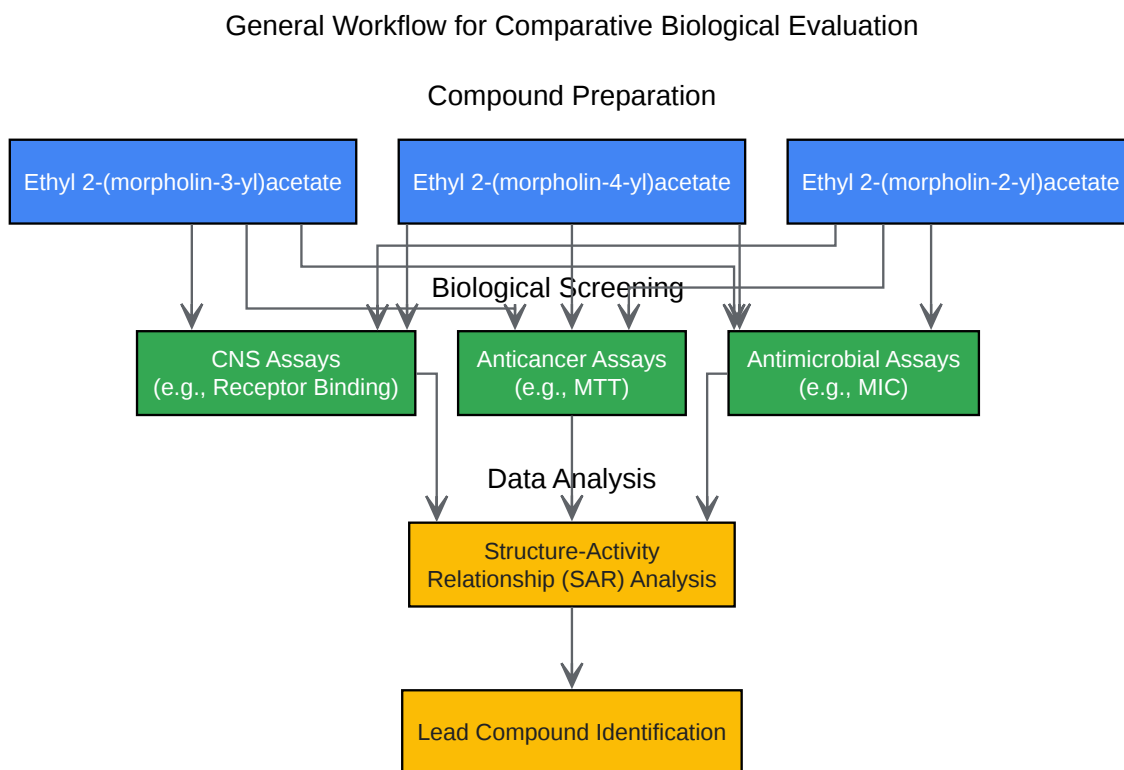 General Workflow for Comparative Biological Evaluation
Compound Preparation
Ethyl 2-(morpholin-3-yl)acetate
Ethyl 2-(morpholin-4-yl)acetate
Ethyl 2-(morpholin-2-yl)acetate
Biological Screening
CNS Assays
(e.g., Receptor Binding)
Anticancer Assays
(e.g., MTT)
Antimicrobial Assays
(e.g., MIC)
Data Analysis
Structure-Activity
Relationship (SAR) Analysis
Lead Compound Identification